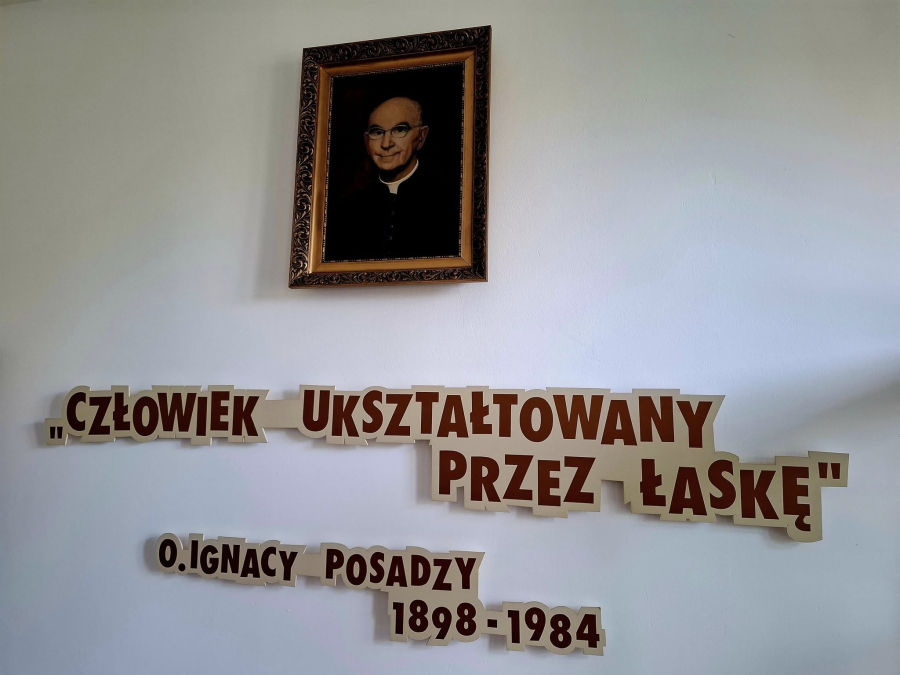 "CZŁOWIEK UKSZTAŁTOWANY
PRZEZ ŁASKĘ"
O. IGNACY POSADZY
1898-1984